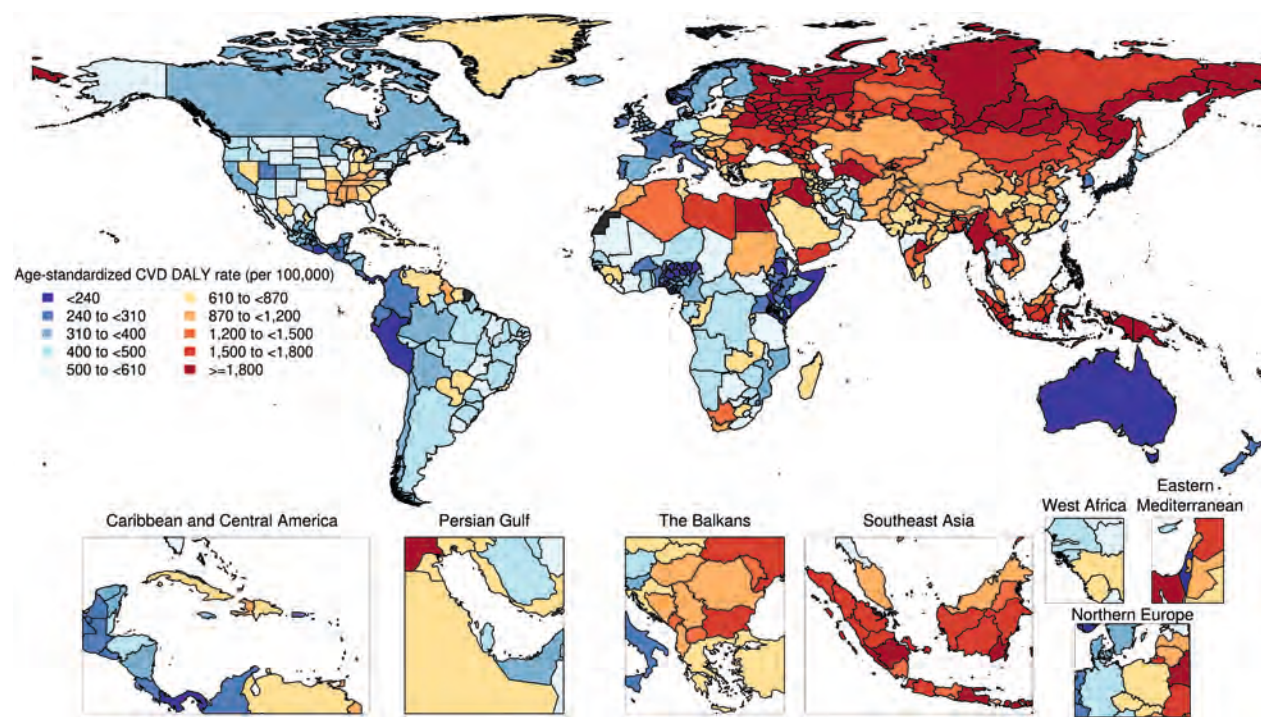 Age-standardized CVD DALY rate (per 100,000)
<240
240 to <310
310 to <400
400 to <500
500 to <610
610 to <870
870 to <1,200
1,200 to <1,500
1,500 to <1,800
>=1,800
Caribbean and Central America
Persian Gulf
The Balkans
Southeast Asia
West Africa
Eastern
Mediterranean
Northern Europe